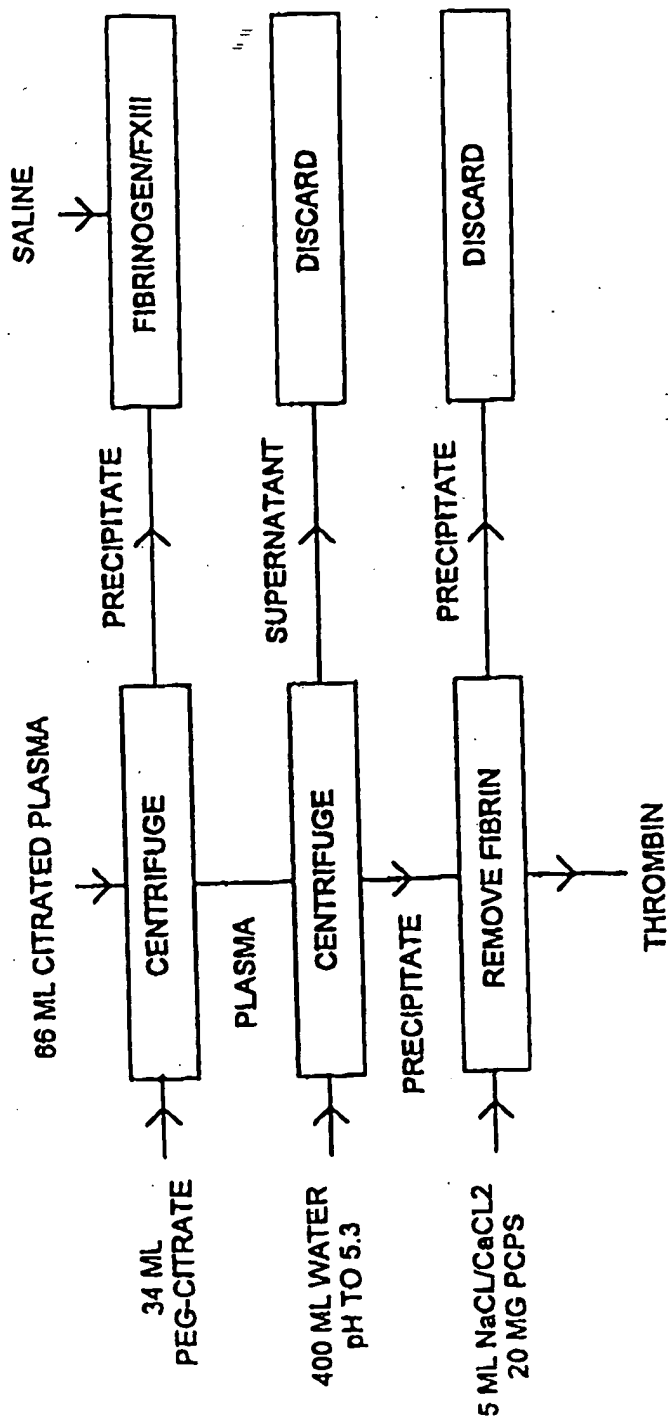 SALINE
66 ML CITRATED PLASMA
34 ML
PEG-CITRATE
CENTRIFUGE
PRECIPITATE
FIBRINOGEN/FXIII
PLASMA
400 ML WATER
pH TO 5.3
CENTRIFUGE
SUPERNATANT
DISCARD
PRECIPITATE
5 ML NaCL/CaCL2
20 MG PCPS
REMOVE FIBRIN
PRECIPITATE
DISCARD
THROMBIN